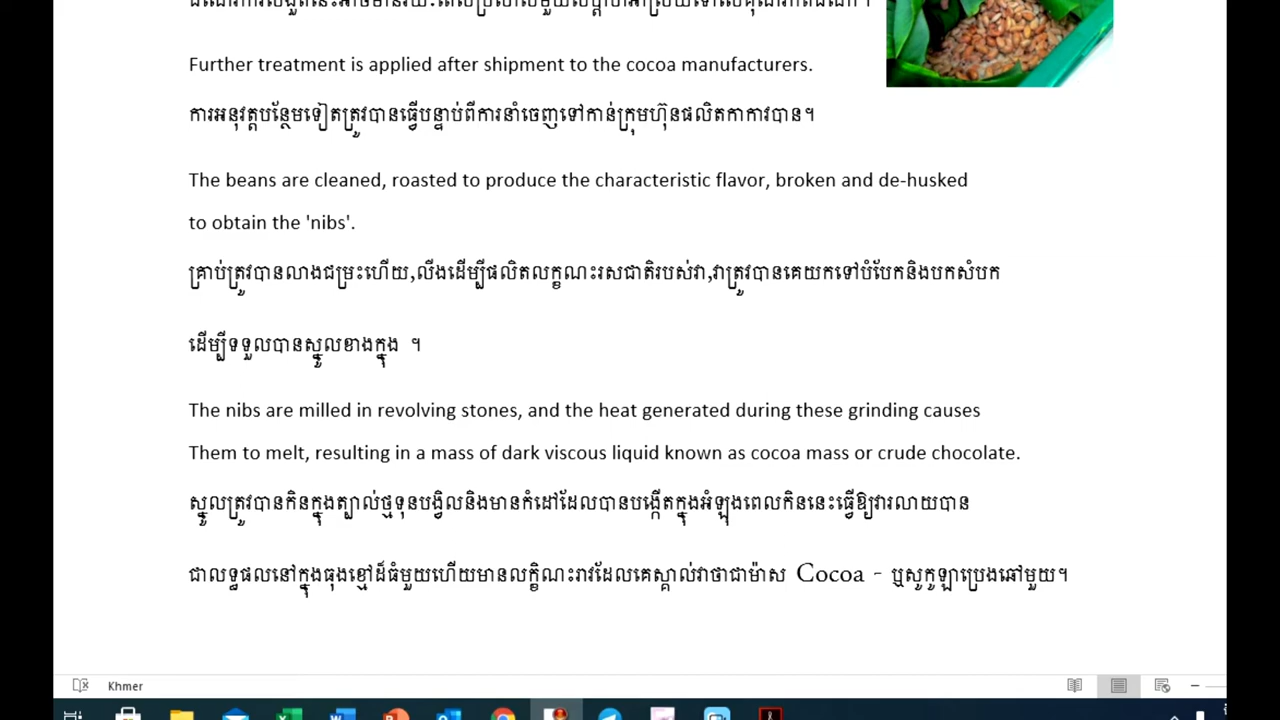 Further treatment is applied after shipment to the cocoa manufacturers.
ការអនុវត្តបន្ថែមទៀតត្រូវបានធ្វើបន្ទាប់ពីការនាំចេញទៅកាន់ក្រុមហ៊ុនផលិតកាកាវបាន។
The beans are cleaned, roasted to produce the characteristic flavor, broken and de-husked
to obtain the 'nibs'.
គ្រាប់ត្រូវបានលាងជម្រះហើយ,លីងដើម្បីផលិតលក្ខណះរសជាតិរបស់វា,វាត្រូវបានគេយកទៅបំបែកនិងបកសំបក
ដើម្បីទទួលបានស្នូលខាងក្នុង ។
The nibs are milled in revolving stones, and the heat generated during these grinding causes
Them to melt, resulting in a mass of dark viscous liquid known as cocoa mass or crude chocolate.
ស្នូលត្រូវបានកិនក្នុងត្បាល់ថ្មទុនបង្វិលនិងមានកំដៅដែលបានបង្កើតក្នុងអំឡុងពេលកិននេះធ្វើឱ្យវារលាយបាន
ជាលទ្ធផលនៅក្នុងធុងខ្មៅដ៏ធំមួយហើយមានលក្ខិណះរាវដែលគេស្គាល់វាថាជាម៉ាស Cocoa - ឬសូកូឡាប្រេងឆៅមួយ។
Khmer